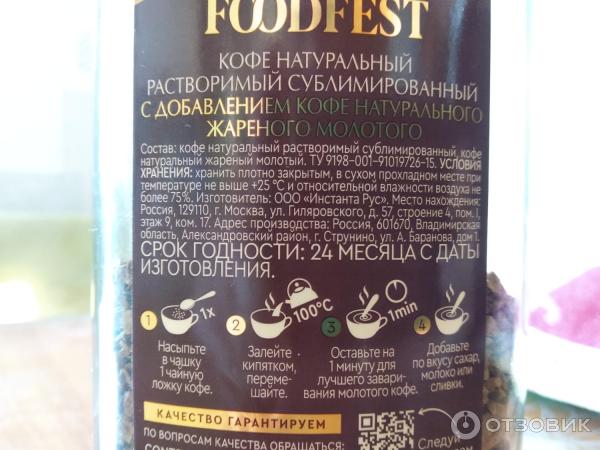 FOODFEST
КОФЕ НАТУРАЛЬНЫЙ
РАСТВОРИМЫЙ СУБЛИМИРОВАННЫЙ
С ДОБАВЛЕНИЕМ КОФЕ НАТУРАЛЬНОГО
ЖАРЕНОГО МОЛОТОГО
Состав: кофе натуральный растворимый сублимированный, кофе
натуральный жареный молотый. ТУ 9198-001-91019726-15. УСЛОВИЯ
ХРАНЕНИЯ: хранить плотно закрытым, в сухом прохладном месте при
температуре не выше +25 °C и относительной влажности воздуха не
более 75%. Изготовитель: ООО «Инстанта Рус». Место нахождения:
Россия, 129110, г. Москва, ул. Гиляровского, д. 57, строение 4, пом. I,
этаж 9, ком. 17. Адрес производства: Россия, 601670, Владимирская
область, Александровский район, г. Струнино, ул. А. Баранова, дом 1.
СРОК ГОДНОСТИ: 24 МЕСЯЦА С ДАТЫ
ИЗГОТОВЛЕНИЯ.
1 1x
2 100°C
3 1min
4
Насыпьте
в чашку
1 чайную
ложку кофе.
Залейте
кипятком,
переме-
шайте.
Оставьте на
1 минуту для
лучшего завари-
вания молотого кофе.
Добавьте
по вкусу сахар,
молоко или
сливки.
КАЧЕСТВО ГАРАНТИРУЕМ
ПО ВОПРОСАМ КАЧЕСТВА ОБРАЩАТЬСЯ:
Следуй
ОТЗОВИК